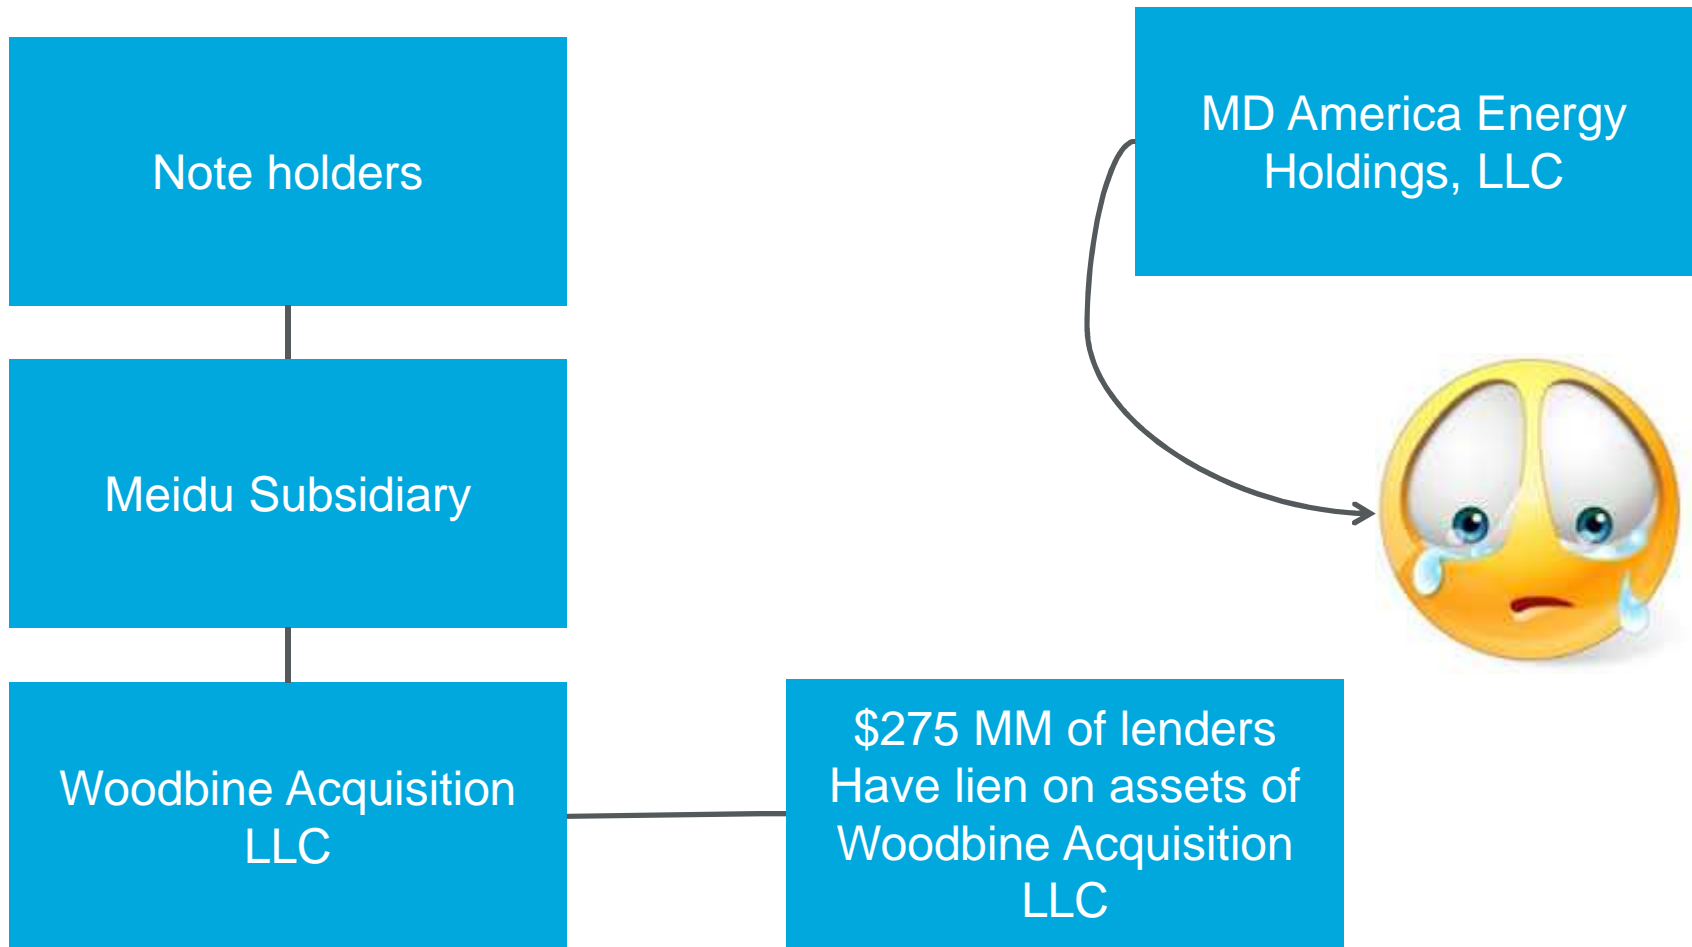 Note holders
MD America Energy
Holdings, LLC
Meidu Subsidiary
Woodbine Acquisition
LLC
$275 MM of lenders
Have lien on assets of
Woodbine Acquisition
LLC